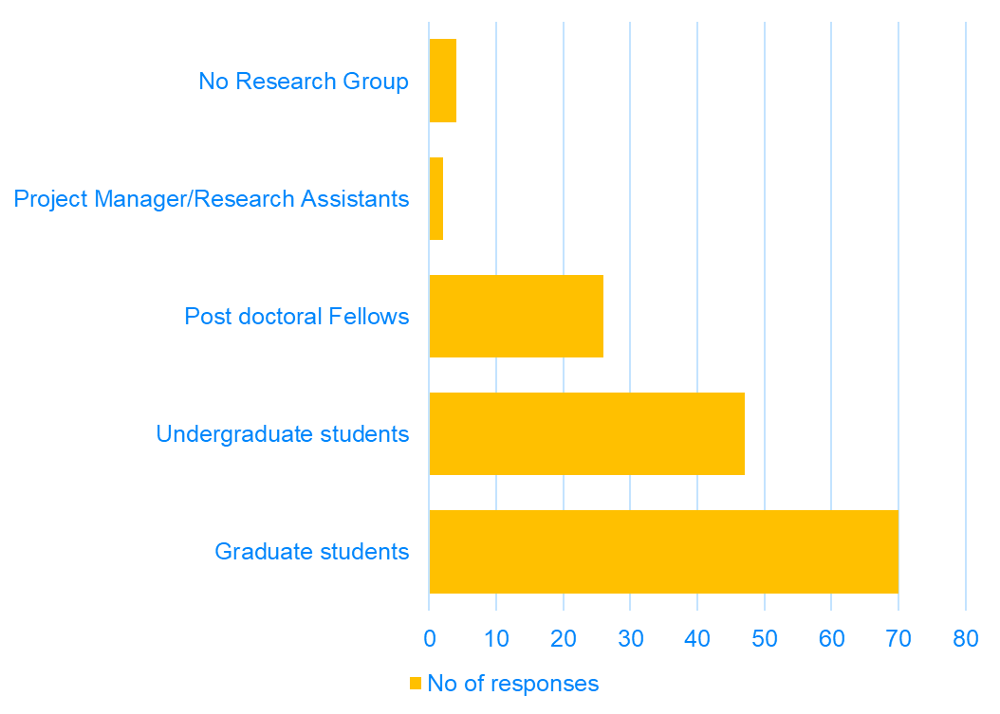 No Research Group
Project Manager/Research Assistants
Post doctoral Fellows
Undergraduate students
Graduate students
0 10 20 30 40 50 60 70 80
No of responses